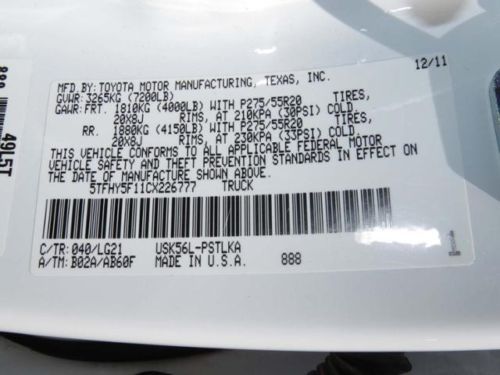 MFD.BY:TOYOTA MOTOR MANUFACTURING, TEXAS, INC. 12/11
GVWR:3265KG (7200LB)
GAWR:FRT. 1810KG (4000LB) WITH P275/55R20 TIRES,
20X8J RIMS, AT 210KPA (30PSI) COLD.
RR. 1880KG (4150LB) WITH P275/55R20 TIRES,
20X8J RIMS, AT 230KPA (33PSI) COLD.
THIS VEHICLE CONFORMS TO ALL APPLICABLE FEDERAL MOTOR
VEHICLE SAFETY AND THEFT PREVENTION STANDARDS IN EFFECT ON
THE DATE OF MANUFACTURE SHOWN ABOVE.
5TFHY5F11CX226777 TRUCK
C/TR:040/LG21 USK56L-PSTLKA
A/TM:B02A/AB60F MADE IN U.S.A. 888
1
49L5T
888